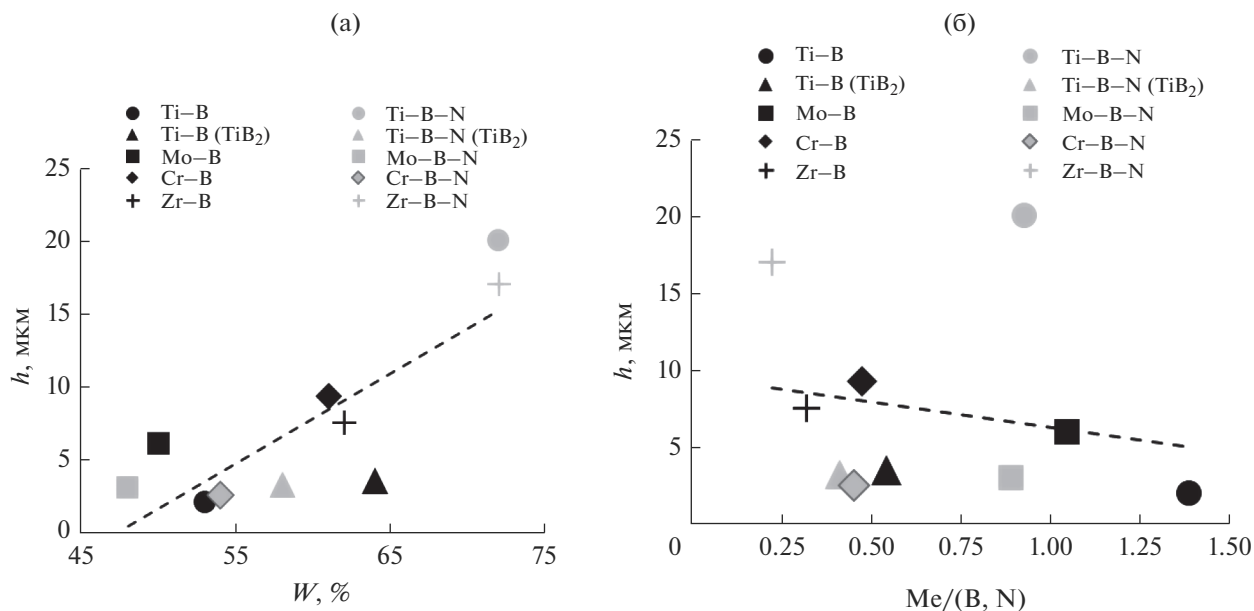 (а)
Ti–B
Ti–B (TiB2)
Mo–B
Cr–B
Zr–B
Ti–B–N
Ti–B–N (TiB2)
Mo–B–N
Cr–B–N
Zr–B–N
25
20
15
10
5
0
h, мкм
45
55
65
75
W, %
(б)
Ti–B
Ti–B (TiB2)
Mo–B
Cr–B
Zr–B
Ti–B–N
Ti–B–N (TiB2)
Mo–B–N
Cr–B–N
Zr–B–N
25
20
15
10
5
h, мкм
0
0.25
0.50
0.75
1.00
1.25
1.50
Me/(B, N)